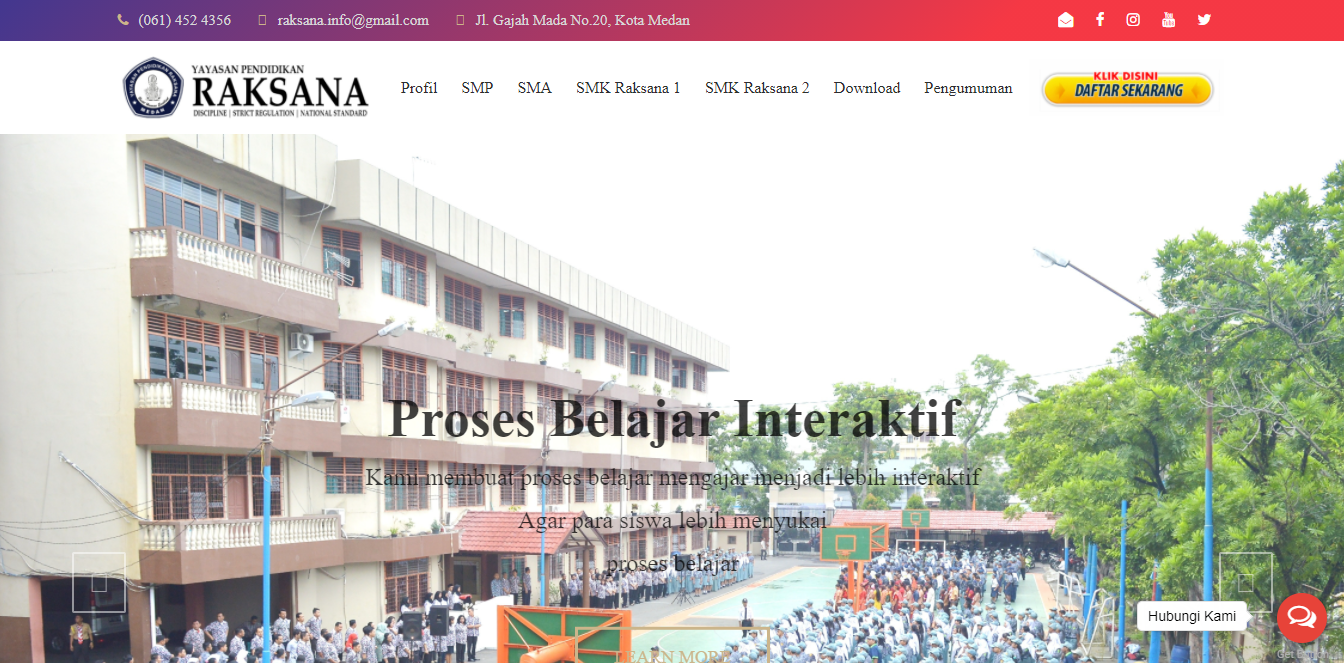 (061) 452 4356
raksana.info@gmail.com
Jl. Gajah Mada No.20, Kota Medan
YAYASAN PENDIDIKAN
RAKSANA
DISCIPLINE | STRICT REGULATION | NATIONAL STANDARD
Profil
SMP
SMA
SMK Raksana 1
SMK Raksana 2
Download
Pengumuman
KLIK DISINI
DAFTAR SEKARANG
Proses Belajar Interaktif
Kami membuat proses belajar mengajar menjadi lebih interaktif
Agar para siswa lebih menyukai
proses belajar
LEARN MORE
Hubungi Kami